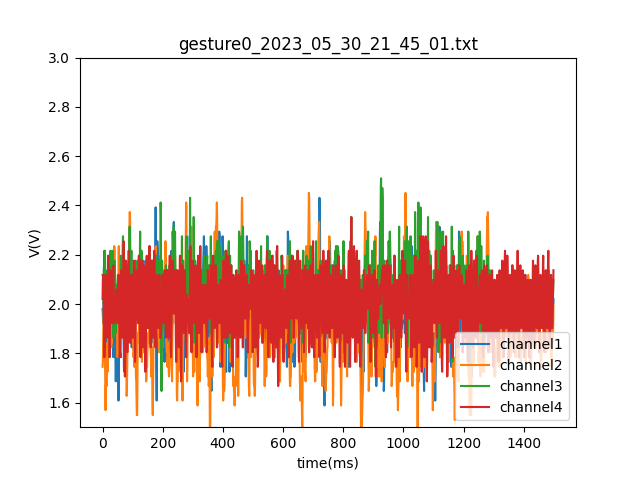 gesture0_2023_05_30_21_45_01.txt
V(V)
3.0
2.8
2.6
2.4
2.2
2.0
1.8
1.6
channel1
channel2
channel3
channel4
0 200 400 600 800 1000 1200 1400
time(ms)